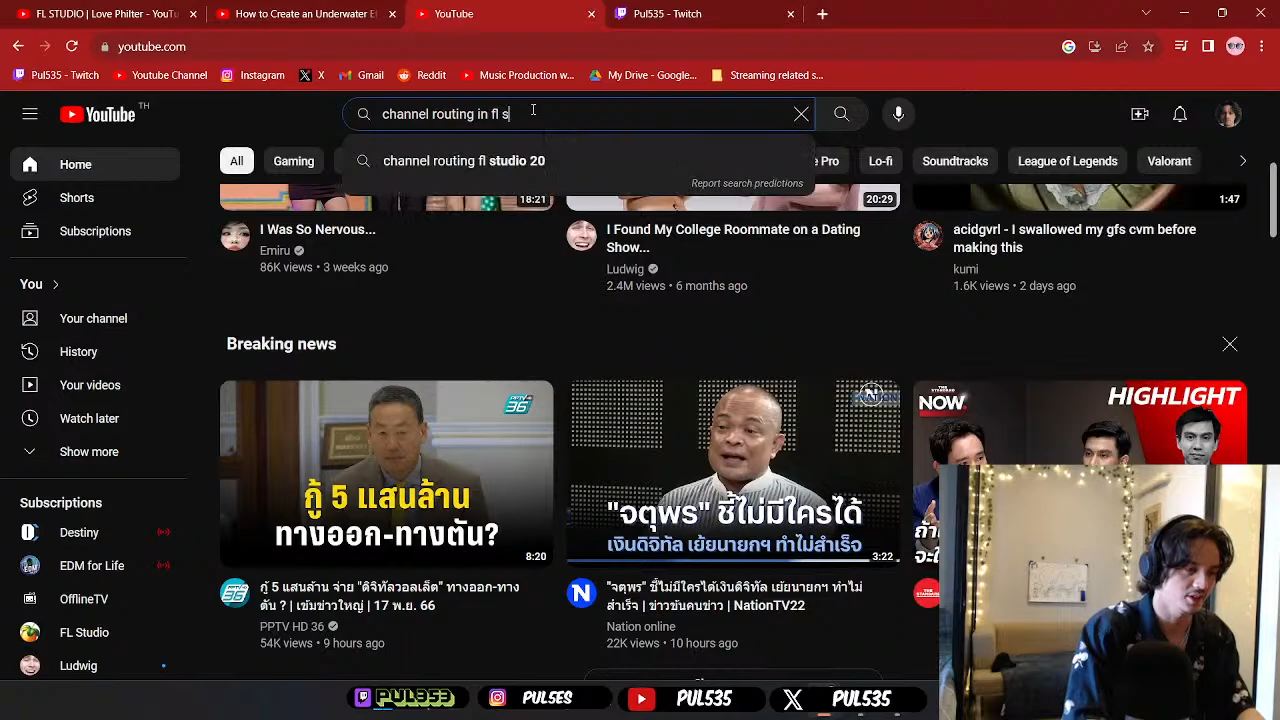 FL STUDIO | Love Philter - YouTu
How to Create an Underwater Ef
YouTube
Pul535 - Twitch
youtube.com
Pul535 - Twitch
Youtube Channel
Instagram
X
Gmail
Reddit
Music Production w...
My Drive - Google...
Streaming related s...
YouTube TH
channel routing in fl s
channel routing fl studio 20
Report search predictions
Home
Shorts
Subscriptions
You
Your channel
History
Your videos
Watch later
Show more
Subscriptions
Destiny
EDM for Life
OfflineTV
FL Studio
Ludwig
All
Gaming
Pro
Lo-fi
Soundtracks
League of Legends
Valorant
18:21
I Was So Nervous...
Emiru
86K views • 3 weeks ago
20:29
I Found My College Roommate on a Dating
Show...
Ludwig
2.4M views • 6 months ago
1:47
acidgvrl - I swallowed my gfs cvm before
making this
kumi
1.6K views • 2 days ago
Breaking news
PPTV
36
กู้ 5 แสนล้าน
ทางออก-ทางตัน?
8:20
กู้ 5 แสนล้าน จ่าย "ดิจิทัลวอลเล็ต" ทางออก-ทาง
ตัน ? | เข้มข่าวใหญ่ | 17 พ.ย. 66
PPTV HD 36
54K views • 9 hours ago
NATION
"จตุพร" ชี้ไม่มีใครได้
เงินดิจิทัล เย้ยนายกฯ ทำไม่สำเร็จ
3:22
"จตุพร" ชี้ไม่มีใครได้เงินดิจิทัล เย้ยนายกฯ ทำไม่
สำเร็จ | ข่าวข้นคนข่าว | NationTV22
Nation online
22K views • 10 hours ago
THE STANDARD
NOW
HIGHLIGHT
PUL353
PUL5ES
PUL535
PUL535